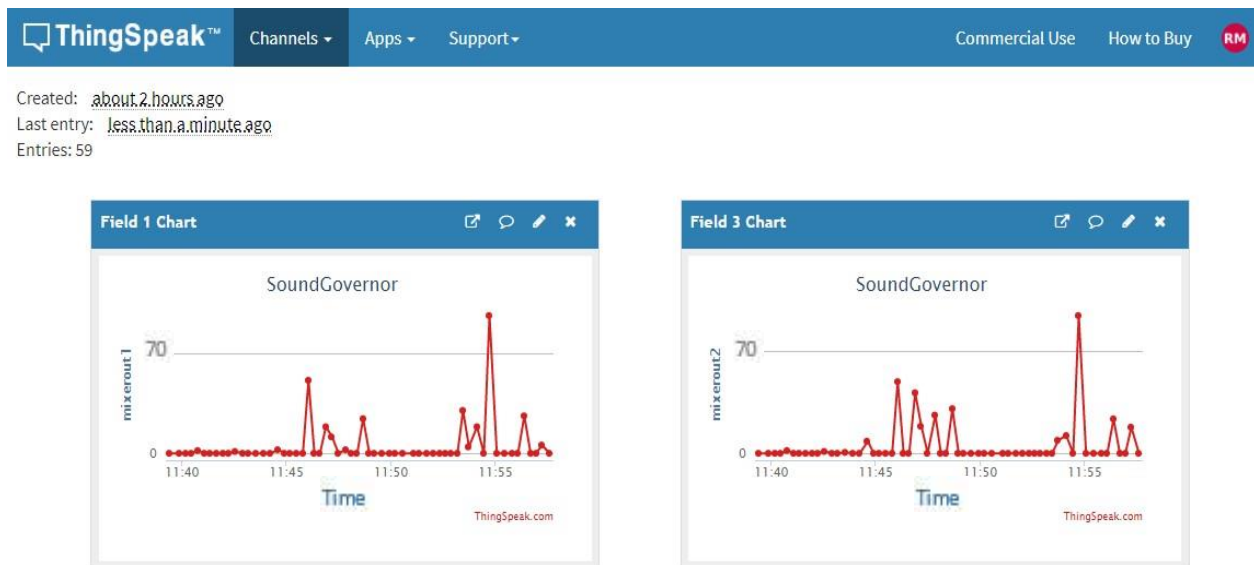 ThingSpeak™ Channels Apps Support Commercial Use How to Buy RM
Created: about 2 hours ago
Last entry: less than a minute ago
Entries: 59
Field 1 Chart
SoundGovernor
mixerout1
70
0
11:40 11:45 11:50 11:55
Time
ThingSpeak.com
Field 3 Chart
SoundGovernor
mixerout2
70
0
11:40 11:45 11:50 11:55
Time
ThingSpeak.com